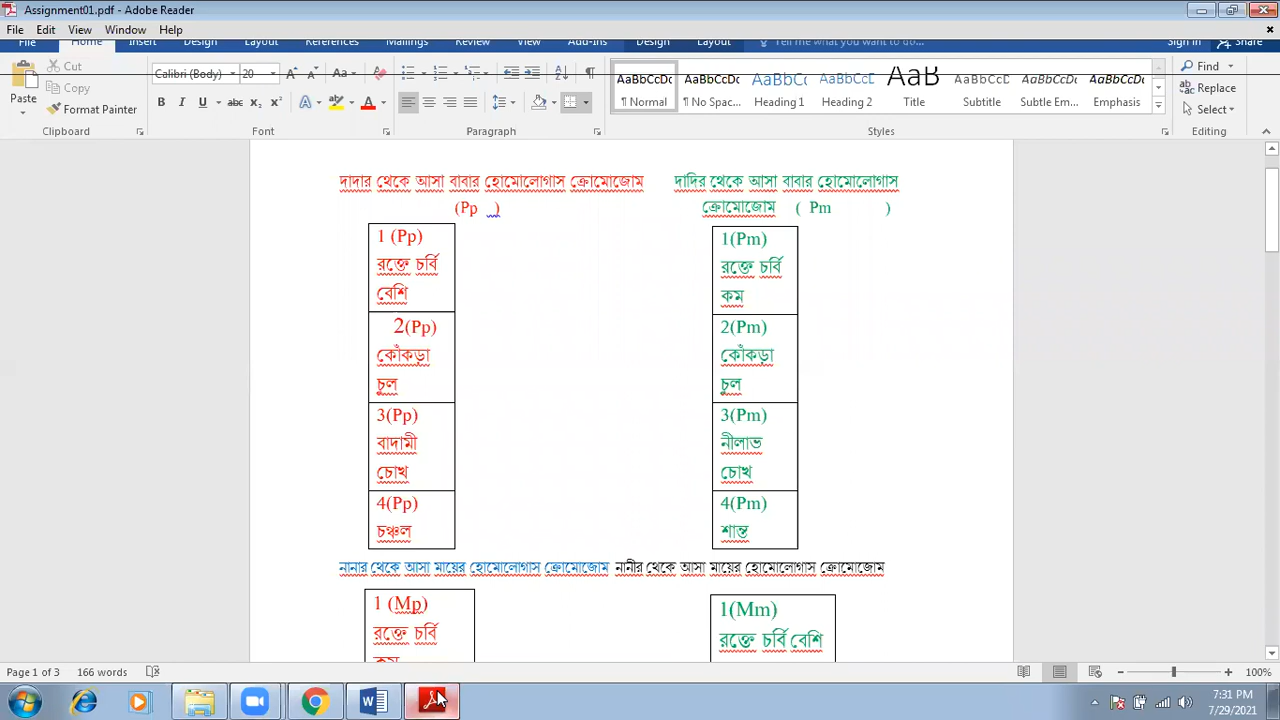 Assignment01.pdf - Adobe Reader
File Edit View Window Help
File Home Insert Design Layout References Mailings Review View Add-Ins Design Layout Tell me what you want to do... Sign in Share
Cut
Copy
Format Painter
Paste
Calibri (Body) 20
AaBbCcDc AaBbCcDc AaBbCc AaBbCcD AaB AaBbCcD AaBbCcDc AaBbCcDc
¶ Normal ¶ No Spac... Heading 1 Heading 2 Title Subtitle Subtle Em... Emphasis
Find
Replace
Select
Clipboard Font Paragraph Styles Editing
দাদার থেকে আসা বাবার হোমোলোগাস ক্রোমোজোম
(Pp )
দাদির থেকে আসা বাবার হোমোলোগাস
ক্রোমোজোম ( Pm )
1 (Pp)
রক্তে চর্বি
বেশি
2(Pp)
কোঁকড়া
চুল
3(Pp)
বাদামী
চোখ
4(Pp)
চঞ্চল
1(Pm)
রক্তে চর্বি
কম
2(Pm)
কোঁকড়া
চুল
3(Pm)
নীলাভ
চোখ
4(Pm)
শান্ত
নানার থেকে আসা মায়ের হোমোলোগাস ক্রোমোজোম নানীর থেকে আসা মায়ের হোমোলোগাস ক্রোমোজোম
1 (Mp)
রক্তে চর্বি
কম
1(Mm)
রক্তে চর্বি বেশি
Page 1 of 3 166 words 100%
7:31 PM
7/29/2021